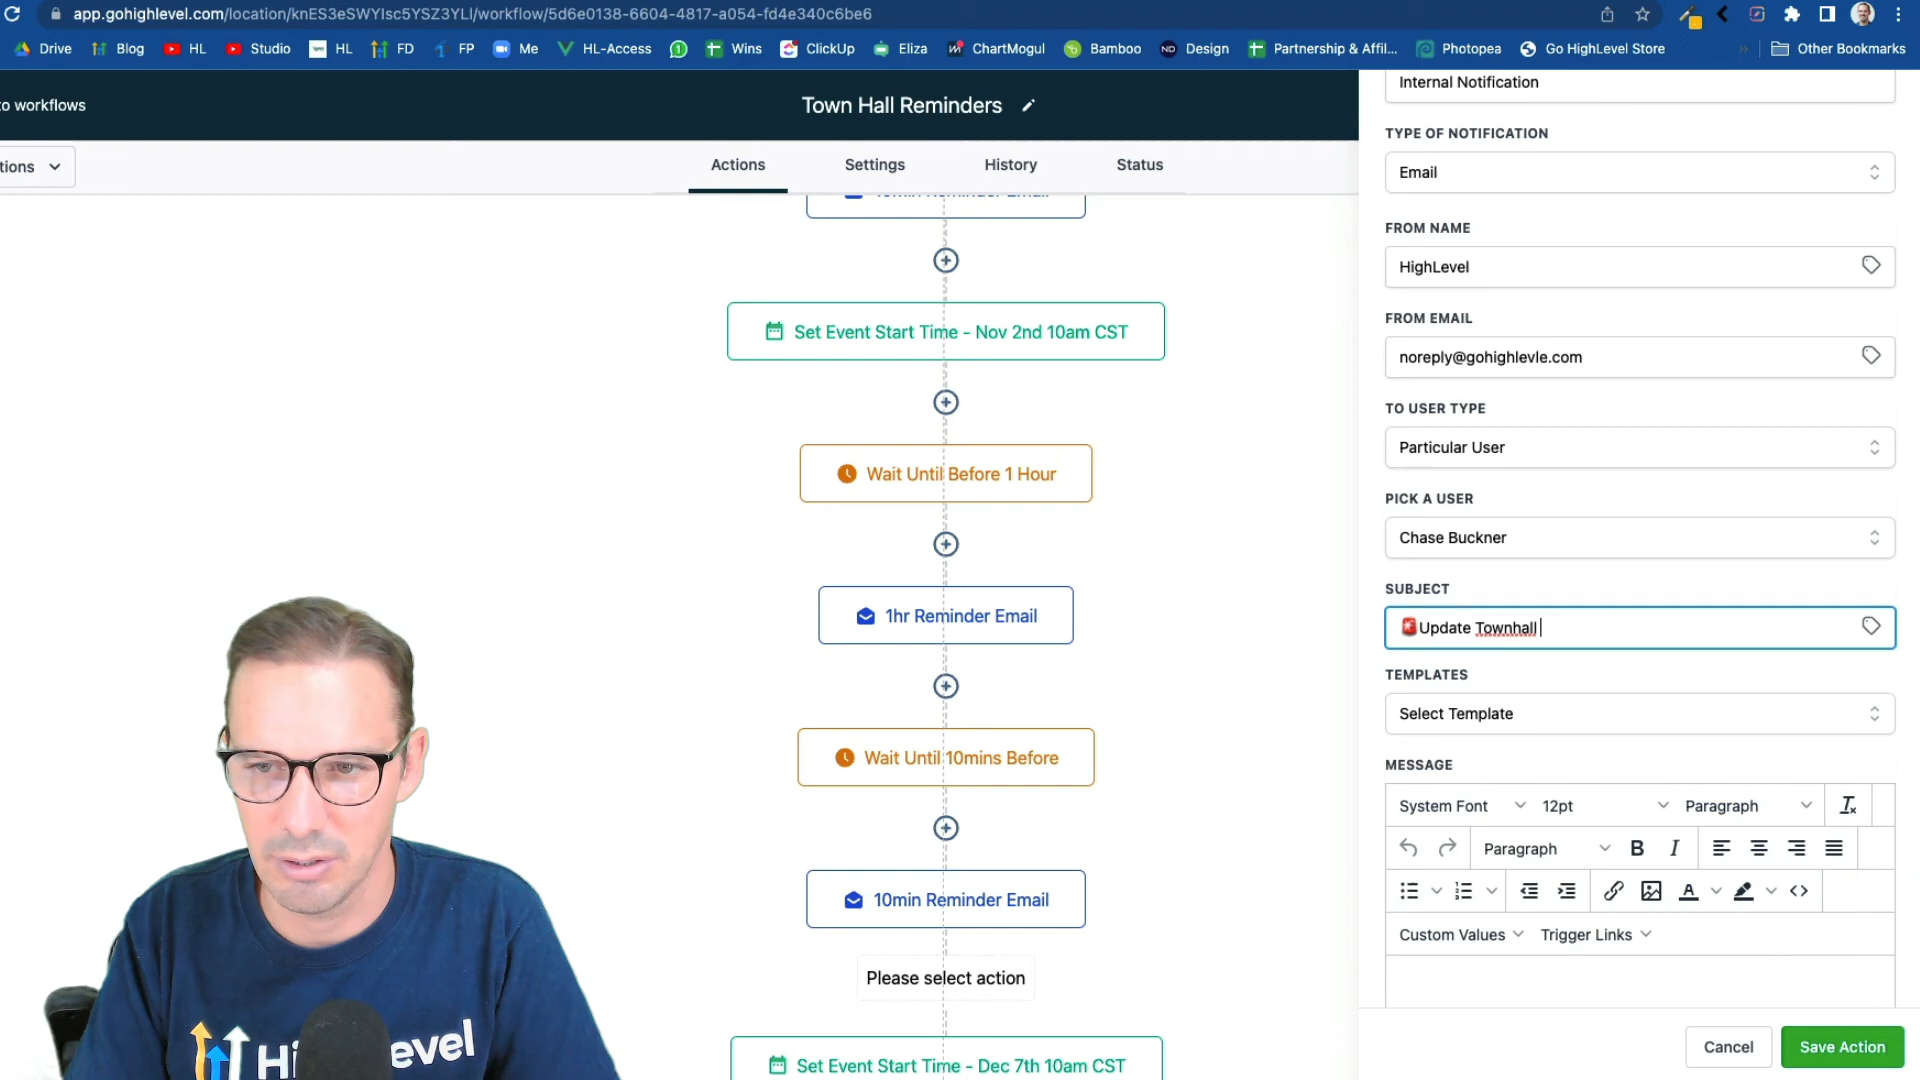 app.gohighlevel.com/location/knES3eSWYIsc5YSZ3YLl/workflow/5d6e0138-6604-4817-a054-fd4e340c6be6
Drive Blog HL Studio HL FD FP Me HL-Access Wins ClickUp Eliza ChartMogul Bamboo Design Partnership & Affil... Photopea Go HighLevel Store » Other Bookmarks
Internal Notification
to workflows
Town Hall Reminders
TYPE OF NOTIFICATION
tions
Actions Settings History Status
Email
10min Reminder Email
FROM NAME
HighLevel
FROM EMAIL
Set Event Start Time - Nov 2nd 10am CST
noreply@gohighlevle.com
TO USER TYPE
Particular User
Wait Until Before 1 Hour
PICK A USER
Chase Buckner
SUBJECT
1hr Reminder Email
🚨Update Townhall
TEMPLATES
Select Template
Wait Until 10mins Before
MESSAGE
System Font 12pt Paragraph
Paragraph B I
10min Reminder Email
Custom Values Trigger Links
Please select action
Hi evel
Cancel Save Action
Set Event Start Time - Dec 7th 10am CST